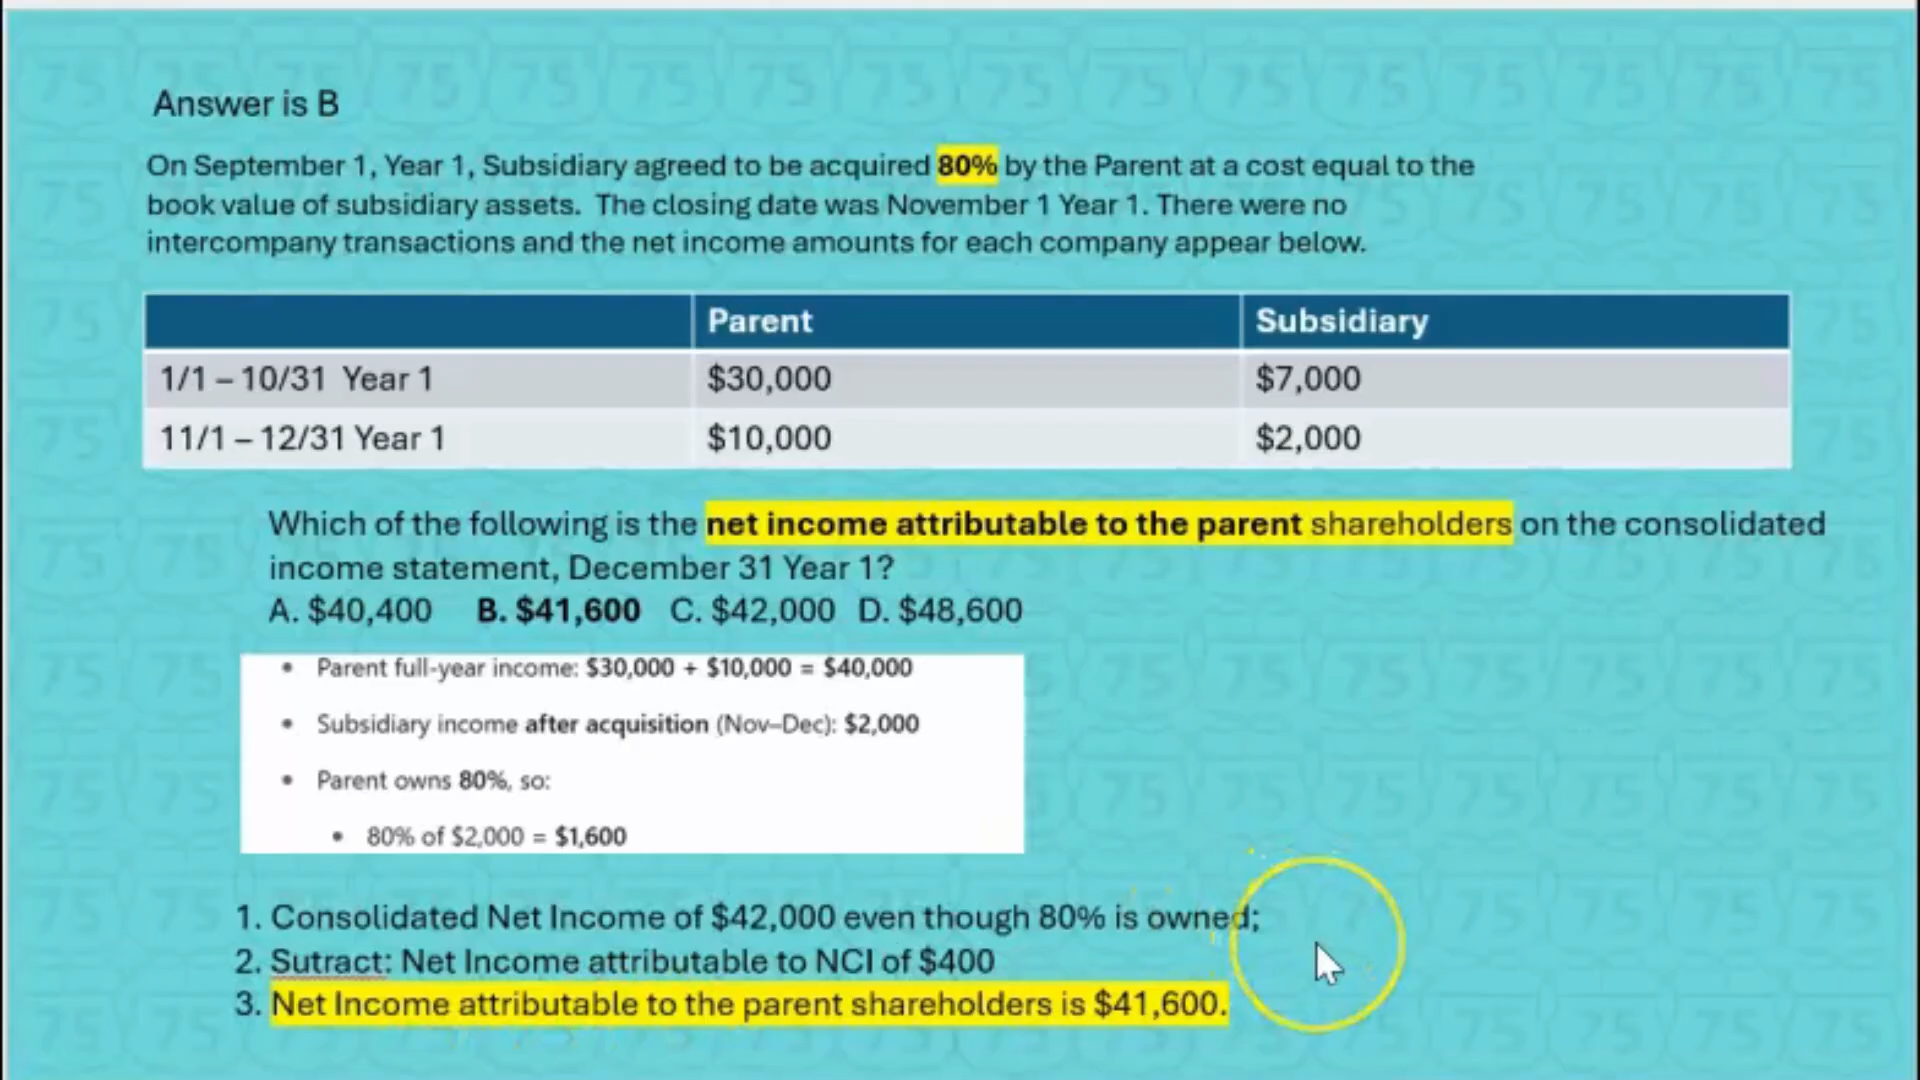 Answer is B
On September 1, Year 1, Subsidiary agreed to be acquired 80% by the Parent at a cost equal to the
book value of subsidiary assets. The closing date was November 1 Year 1. There were no
intercompany transactions and the net income amounts for each company appear below.
Parent Subsidiary
1/1 – 10/31 Year 1 $30,000 $7,000
11/1 – 12/31 Year 1 $10,000 $2,000
Which of the following is the net income attributable to the parent shareholders on the consolidated
income statement, December 31 Year 1?
A. $40,400 B. $41,600 C. $42,000 D. $48,600
• Parent full-year income: $30,000 + $10,000 = $40,000
• Subsidiary income after acquisition (Nov–Dec): $2,000
• Parent owns 80%, so:
• 80% of $2,000 = $1,600
1. Consolidated Net Income of $42,000 even though 80% is owned;
2. Sutract: Net Income attributable to NCI of $400
3. Net Income attributable to the parent shareholders is $41,600.